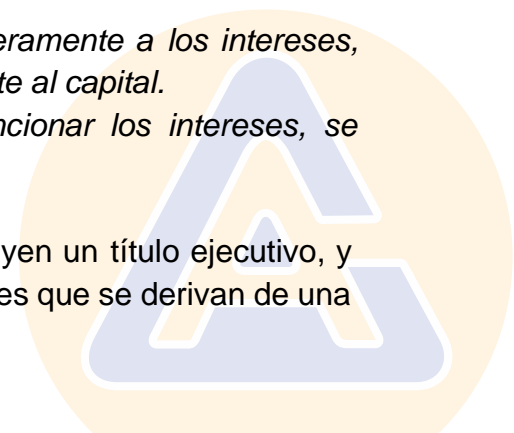 eramente a los intereses,
te al capital.
ncionar los intereses, se
yen un título ejecutivo, y
es que se derivan de una